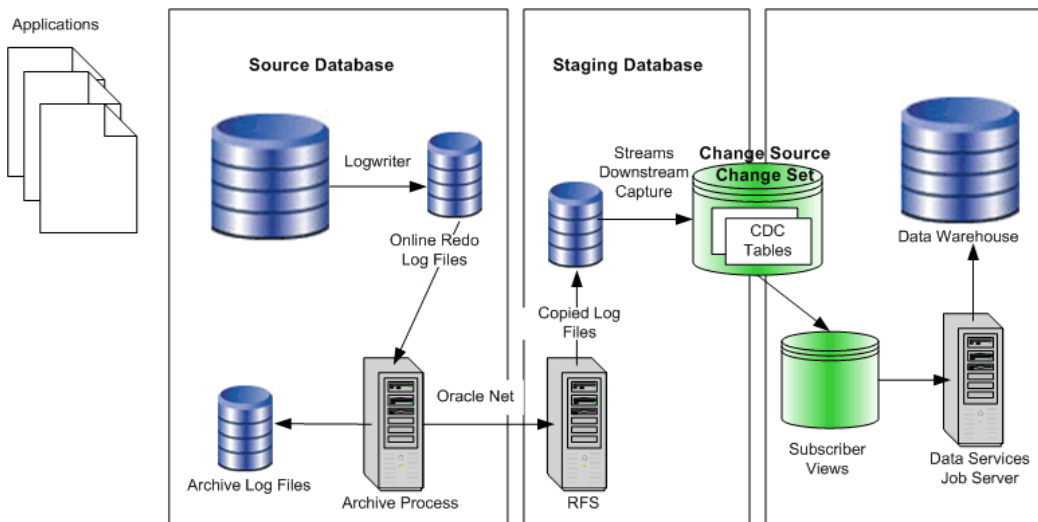 Applications
Source Database
Logwriter
Online Redo
Log Files
Archive Log Files
Archive Process
Oracle Net
Staging Database
Streams
Downstream
Capture
Copied Log
Files
RFS
Change Source
Change Set
CDC
Tables
Data Warehouse
Subscriber
Views
Data Services
Job Server